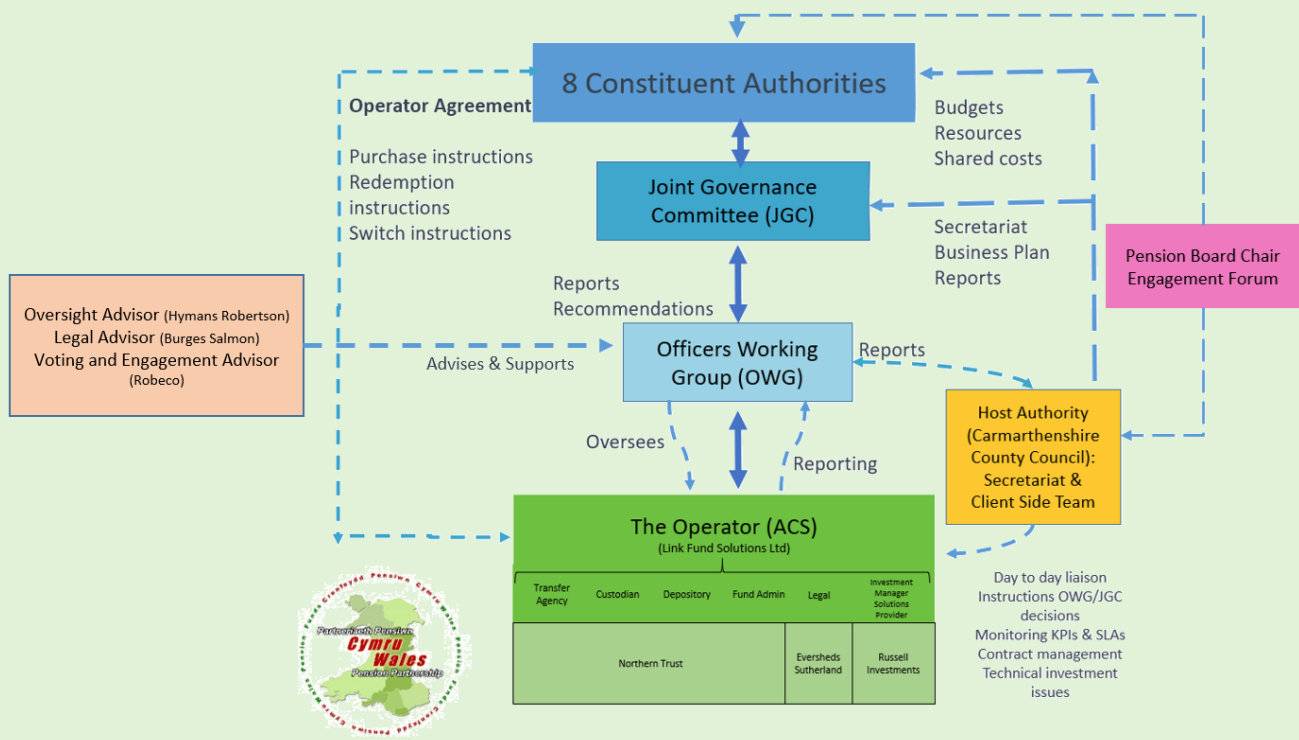 8 Constituent Authorities
Operator Agreement
Purchase instructions
Redemption
instructions
Switch instructions
Budgets
Resources
Shared costs
Joint Governance
Committee (JGC)
Secretariat
Business Plan
Reports
Pension Board Chair
Engagement Forum
Reports
Recommendations
Oversight Advisor (Hymans Robertson)
Legal Advisor (Burges Salmon)
Voting and Engagement Advisor
(Robeco)
Advises & Supports
Officers Working
Group (OWG)
Reports
Host Authority
(Carmarthenshire
County Council):
Secretariat &
Client Side Team
Oversees
Reporting
The Operator (ACS)
(Link Fund Solutions Ltd)
Transfer
Agency
Custodian
Depository
Fund Admin
Legal
Investment
Manager
Solutions
Provider
Northern Trust
Eversheds
Sutherland
Russell
Investments
Day to day liaison
Instructions OWG/JGC
decisions
Monitoring KPIs & SLAs
Contract management
Technical investment
issues
Partneriaeth Pensiwn
Cymru
Wales
Pension Partnership